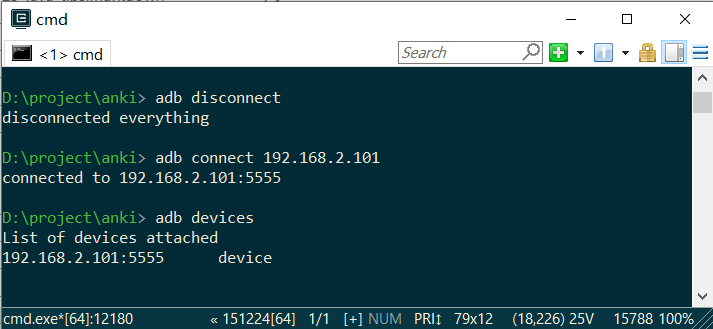 cmd
<1> cmd
Search
D:\project\anki> adb disconnect
disconnected everything
D:\project\anki> adb connect 192.168.2.101
connected to 192.168.2.101:5555
D:\project\anki> adb devices
List of devices attached
192.168.2.101:5555 device
cmd.exe*[64]:12180 « 151224[64] 1/1 [+] NUM PRI↕ 79x12 (18,226) 25V 15788 100%